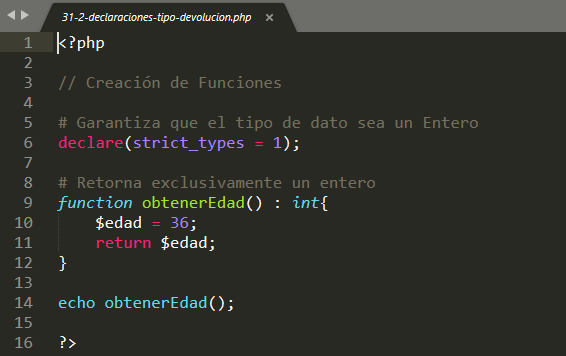 31-2-declaraciones-tipo-devolucion.php ×
1 <?php
2
3 // Creación de Funciones
4
5 # Garantiza que el tipo de dato sea un Entero
6 declare(strict_types = 1);
7
8 # Retorna exclusivamente un entero
9 function obtenerEdad() : int{
10     $edad = 36;
11     return $edad;
12 }
13
14 echo obtenerEdad();
15
16 ?>